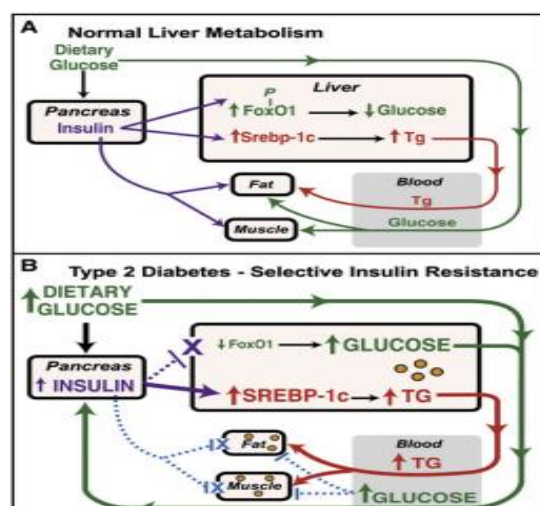 A Normal Liver Metabolism
Dietary
Glucose
Pancreas
Insulin
Liver
P
↑ FoxO1 → ↓ Glucose
↑Srebp-1c → ↑ Tg
Fat
Muscle
Blood
Tg
Glucose
B Type 2 Diabetes - Selective Insulin Resistance
↑ DIETARY
GLUCOSE
Pancreas
↑ INSULIN
X ↓ FoxO1 → ↑ GLUCOSE
↑ SREBP-1c → ↑ TG
X Fat
X Muscle
Blood
↑ TG
↑ GLUCOSE